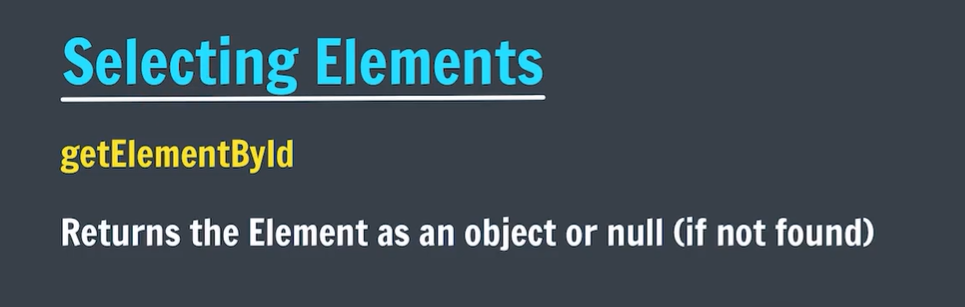 Selecting Elements
getElementById
Returns the Element as an object or null (if not found)